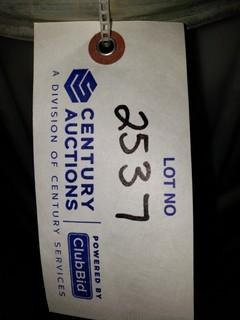 LOT NO
2537
CENTURY
AUCTIONS
A DIVISION OF CENTURY SERVICES
POWERED BY
ClubBid